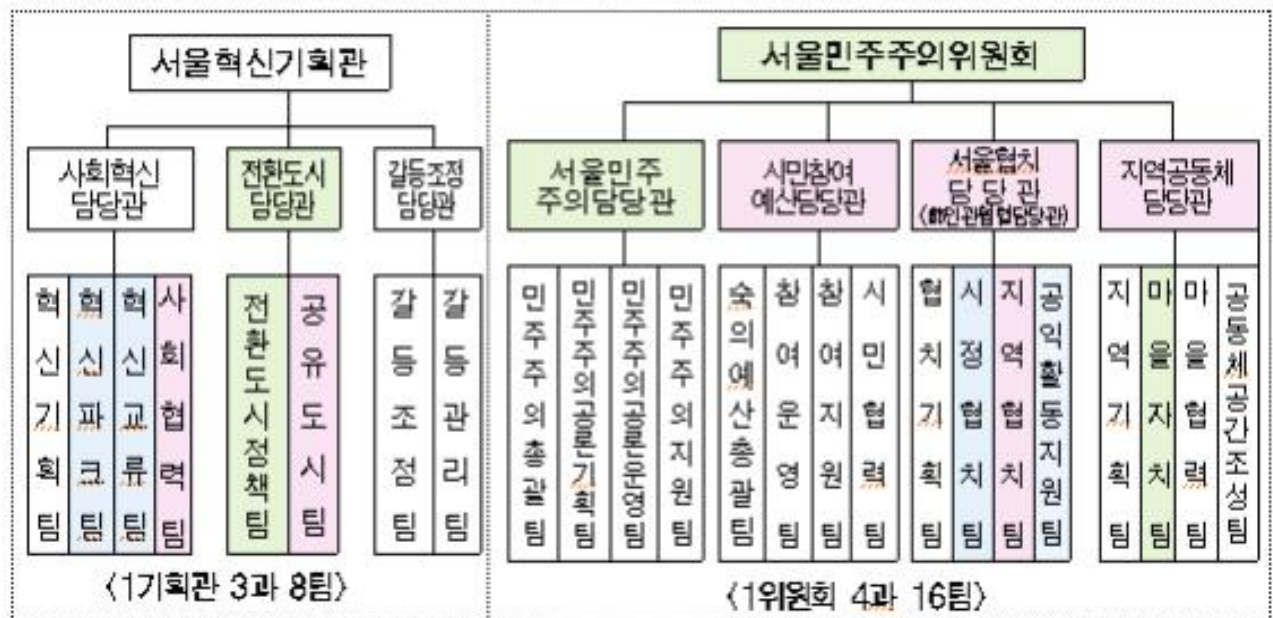 서울혁신기획관
사회혁신
담당관
전환도시
담당관
갈등조정
담당관
혁신기획팀
혁신파크팀
혁신교류팀
사회협력팀
전환도시정책팀
공유도시팀
갈등조정팀
갈등관리팀
〈1기획관 3과 8팀〉
서울민주주의위원회
서울민주
주의담당관
시민참여
예산담당관
서울협치
담당관
지역공동체
담당관
민주주의총괄팀
민주주의공론기획팀
민주주의공론운영팀
민주주의지원팀
숙의예산총괄팀
참여운영팀
참여지원팀
시민협력팀
협치기획팀
시정협치팀
지역협치팀
공익활동지원팀
지역기획팀
마을자치팀
마을협력팀
공동체공간조성팀
〈1위원회 4과 16팀〉